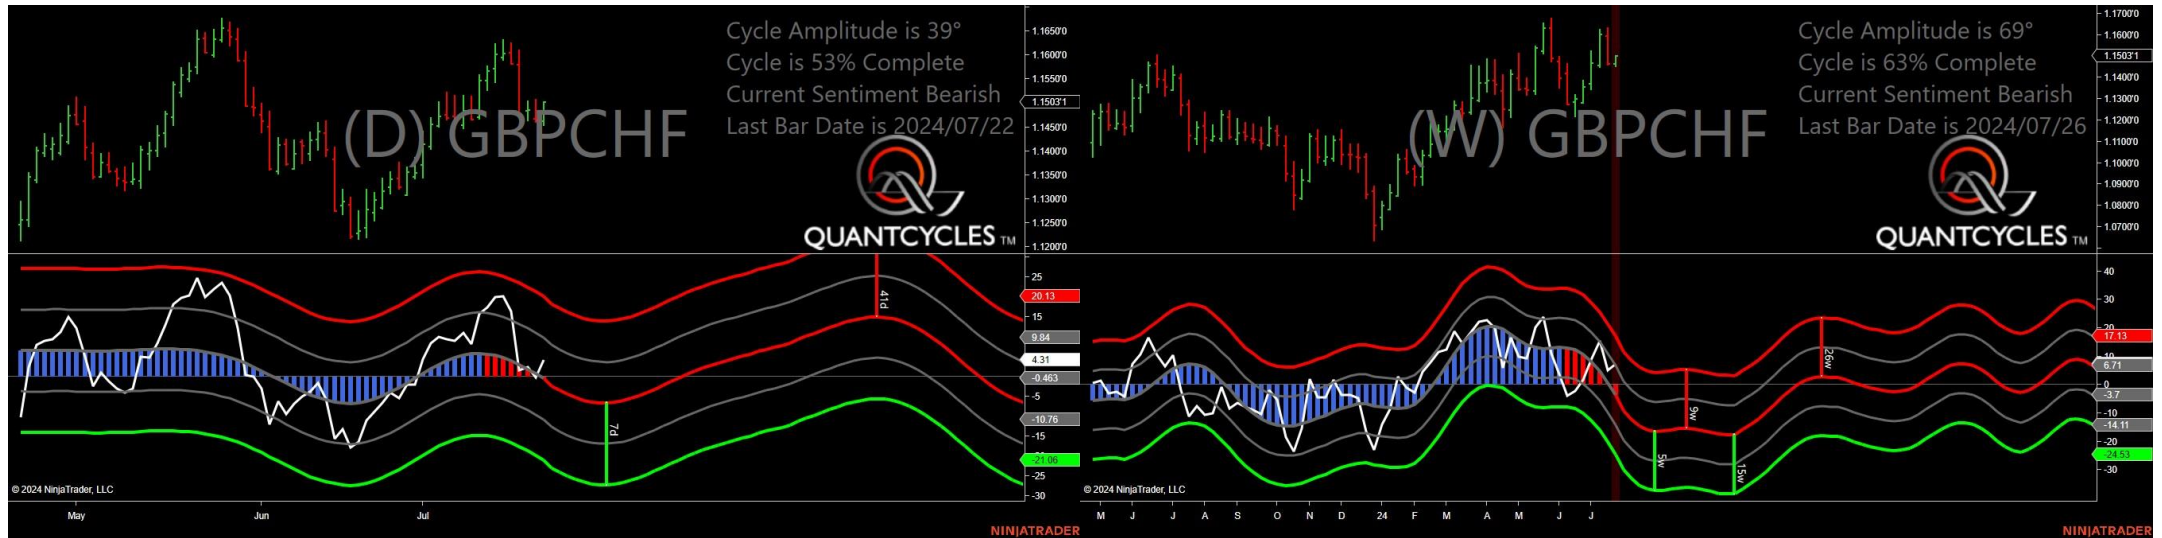 Cycle Amplitude is 39°
Cycle is 53% Complete
Current Sentiment Bearish
Last Bar Date is 2024/07/22
(D) GBPCHF
QUANTCYCLES TM
1.1650'0
1.1600'0
1.1550'0
1.1503'1
1.1450'0
1.1400'0
1.1350'0
1.1300'0
1.1250'0
1.1200'0
25
20.13
15
9.84
4.31
-0.463
-5
-10.76
-15
-21.06
-25
-30
41d
7d
© 2024 NinjaTrader, LLC
May Jun Jul
NINJATRADER
Cycle Amplitude is 69°
Cycle is 63% Complete
Current Sentiment Bearish
Last Bar Date is 2024/07/26
(W) GBPCHF
QUANTCYCLES TM
1.1700'0
1.1600'0
1.1503'1
1.1400'0
1.1300'0
1.1200'0
1.1100'0
1.1000'0
1.0900'0
1.0800'0
1.0700'0
40
30
20
17.13
10
6.71
0
-3.7
-10
-14.11
-20
-24.53
-30
26w
9w
5w
15w
© 2024 NinjaTrader, LLC
M J J A S O N D 24 F M A M J J
NINJATRADER